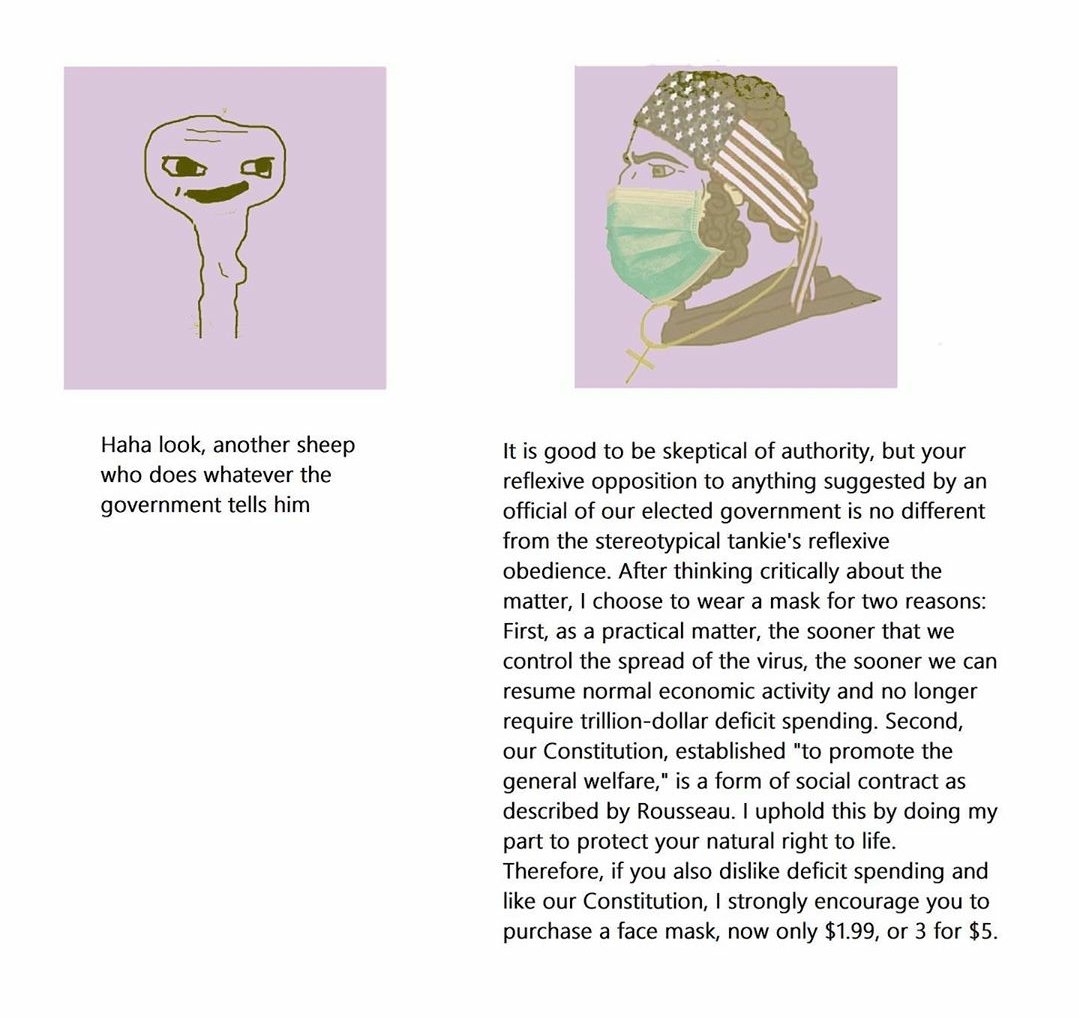 Haha look, another sheep
who does whatever the
government tells him
It is good to be skeptical of authority, but your
reflexive opposition to anything suggested by an
official of our elected government is no different
from the stereotypical tankie's reflexive
obedience. After thinking critically about the
matter, I choose to wear a mask for two reasons:
First, as a practical matter, the sooner that we
control the spread of the virus, the sooner we can
resume normal economic activity and no longer
require trillion-dollar deficit spending. Second,
our Constitution, established "to promote the
general welfare," is a form of social contract as
described by Rousseau. I uphold this by doing my
part to protect your natural right to life.
Therefore, if you also dislike deficit spending and
like our Constitution, I strongly encourage you to
purchase a face mask, now only $1.99, or 3 for $5.